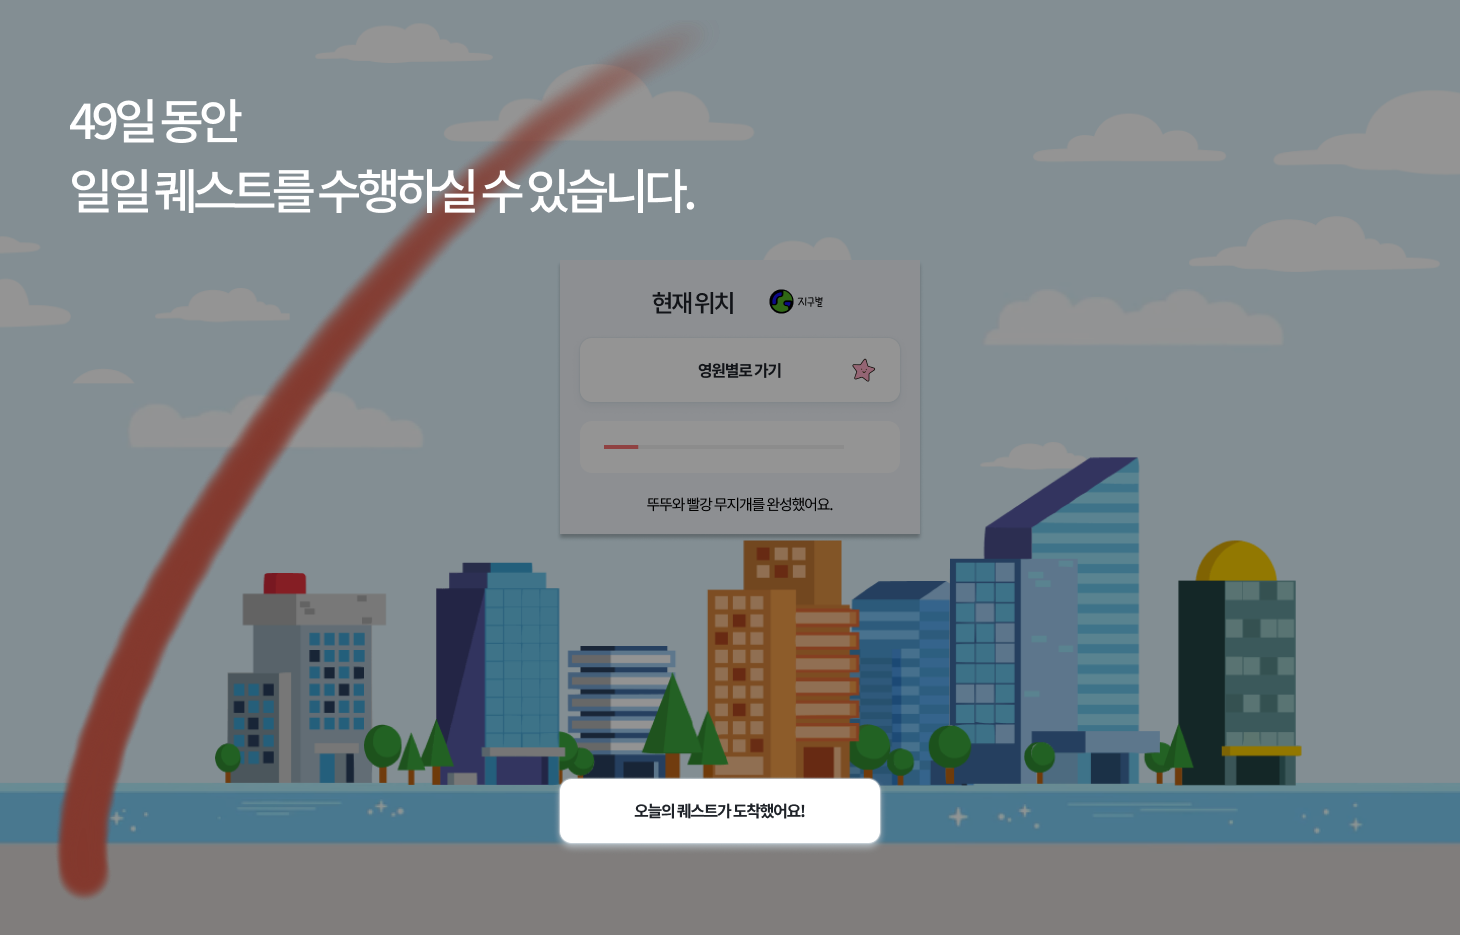 49일 동안
일일 퀘스트를 수행하실 수 있습니다.
현재 위치 지구별
영원별로 가기
뚜뚜와 빨강 무지개를 완성했어요.
오늘의 퀘스트가 도착했어요!